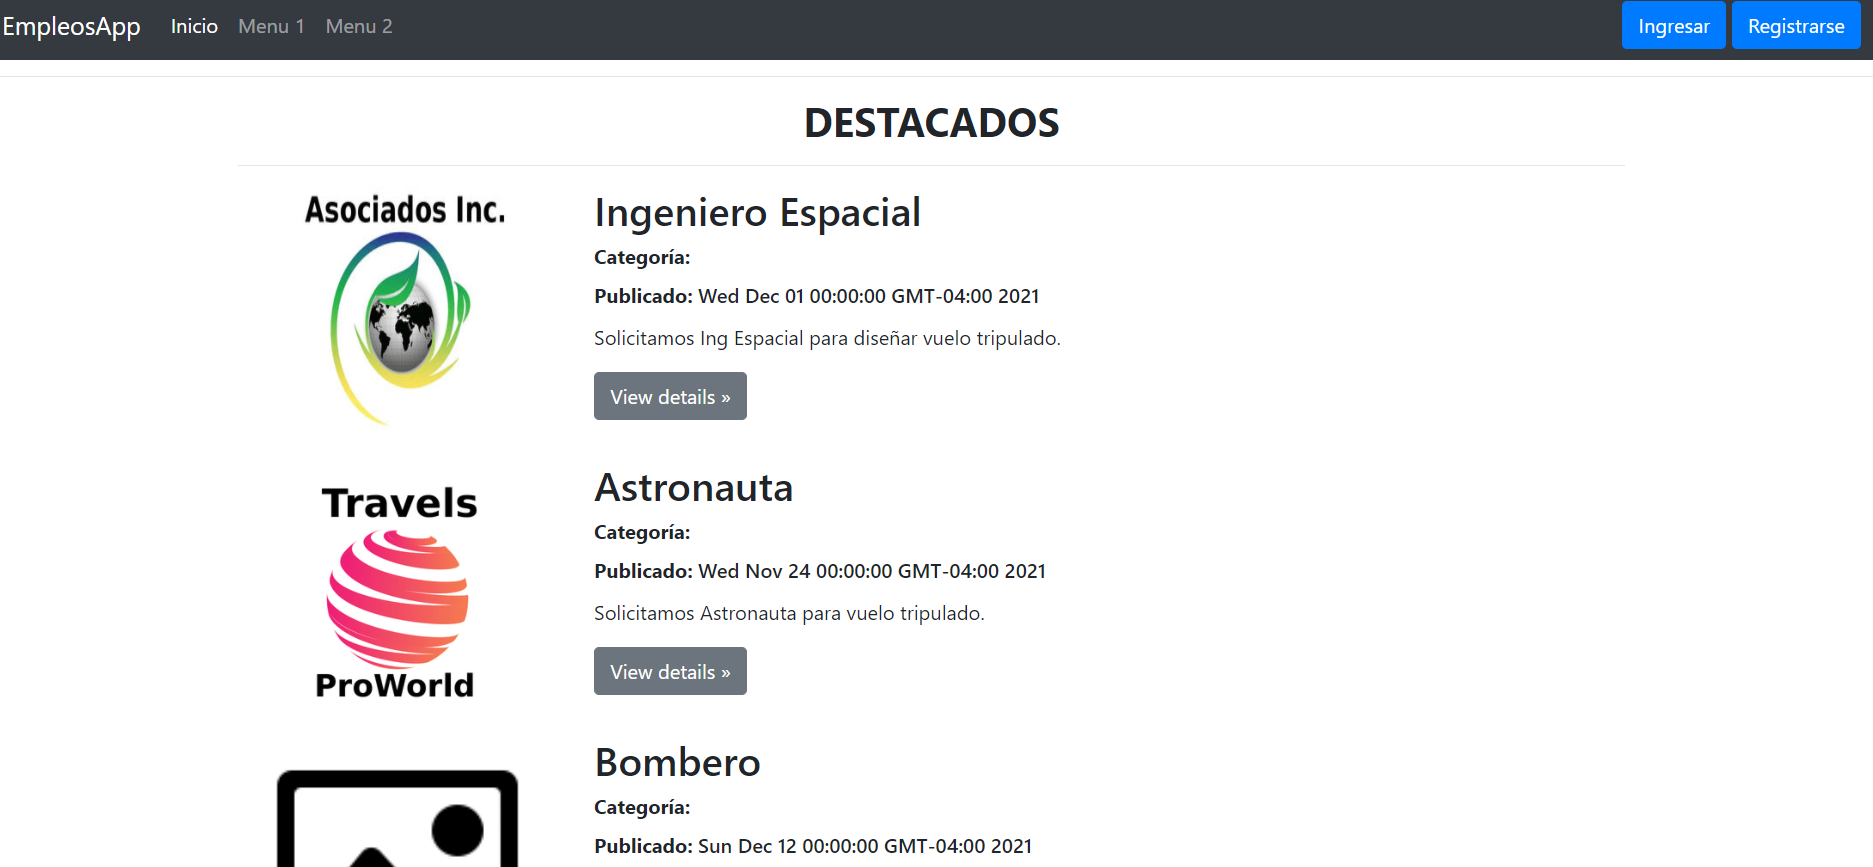 EmpleosApp Inicio Menu 1 Menu 2 Ingresar Registrarse
DESTACADOS
Asociados Inc.
Ingeniero Espacial
Categoría:
Publicado: Wed Dec 01 00:00:00 GMT-04:00 2021
Solicitamos Ing Espacial para diseñar vuelo tripulado.
View details »
Travels
ProWorld
Astronauta
Categoría:
Publicado: Wed Nov 24 00:00:00 GMT-04:00 2021
Solicitamos Astronauta para vuelo tripulado.
View details »
Bombero
Categoría:
Publicado: Sun Dec 12 00:00:00 GMT-04:00 2021